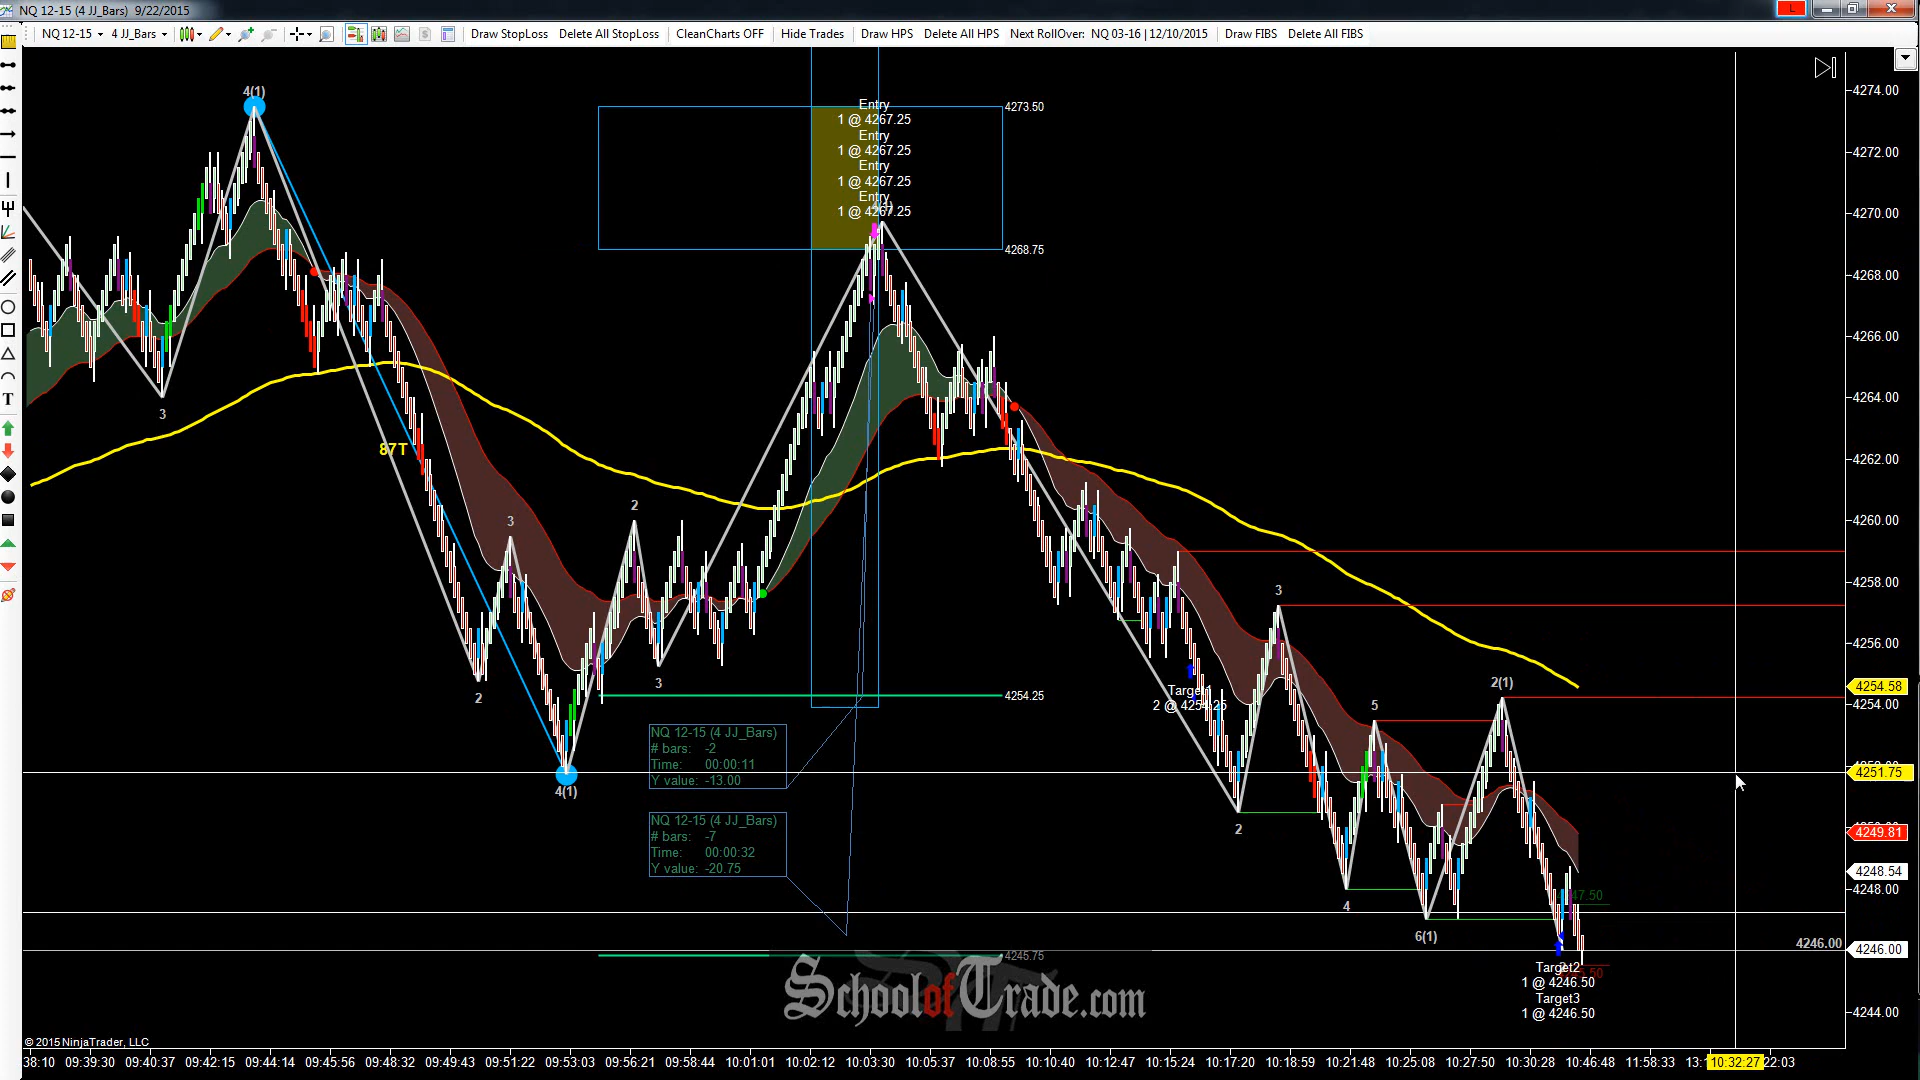 NQ 12-15 (4 JJ_Bars)  9/22/2015
L
NQ 12-15  4 JJ_Bars  Draw StopLoss  Delete All StopLoss  CleanCharts OFF  Hide Trades  Draw HPS  Delete All HPS  Next RollOver:  NQ 03-16 | 12/10/2015  Draw FIBS  Delete All FIBS
T
4(1)
3
87T
2
3
4(1)
2
3
4273.50
4268.75
Entry
1 @ 4267.25
Entry
1 @ 4267.25
Entry
1 @ 4267.25
Entry
1 @ 4267.25
4254.25
NQ 12-15 (4 JJ_Bars)
# bars: -2
Time: 00:00:11
Y value: -13.00
NQ 12-15 (4 JJ_Bars)
# bars: -7
Time: 00:00:32
Y value: -20.75
4245.75
Target1
2 @ 4254.25
2
3
4
5
6(1)
2(1)
Target2
1 @ 4246.50
Target3
1 @ 4246.50
SchoolofTrade.com
4246.00
4274.00
4272.00
4270.00
4268.00
4266.00
4264.00
4262.00
4260.00
4258.00
4256.00
4254.58
4254.00
4251.75
4249.81
4248.54
4248.00
4246.00
4244.00
© 2015 NinjaTrader, LLC
38:10  09:39:30  09:40:37  09:42:15  09:44:14  09:45:56  09:48:32  09:49:43  09:51:22  09:53:03  09:56:21  09:58:44  10:01:01  10:02:12  10:03:30  10:05:37  10:08:55  10:10:40  10:12:47  10:15:24  10:17:20  10:18:59  10:21:48  10:25:08  10:27:50  10:30:28  10:46:48  11:58:33  10:32:27  22:03